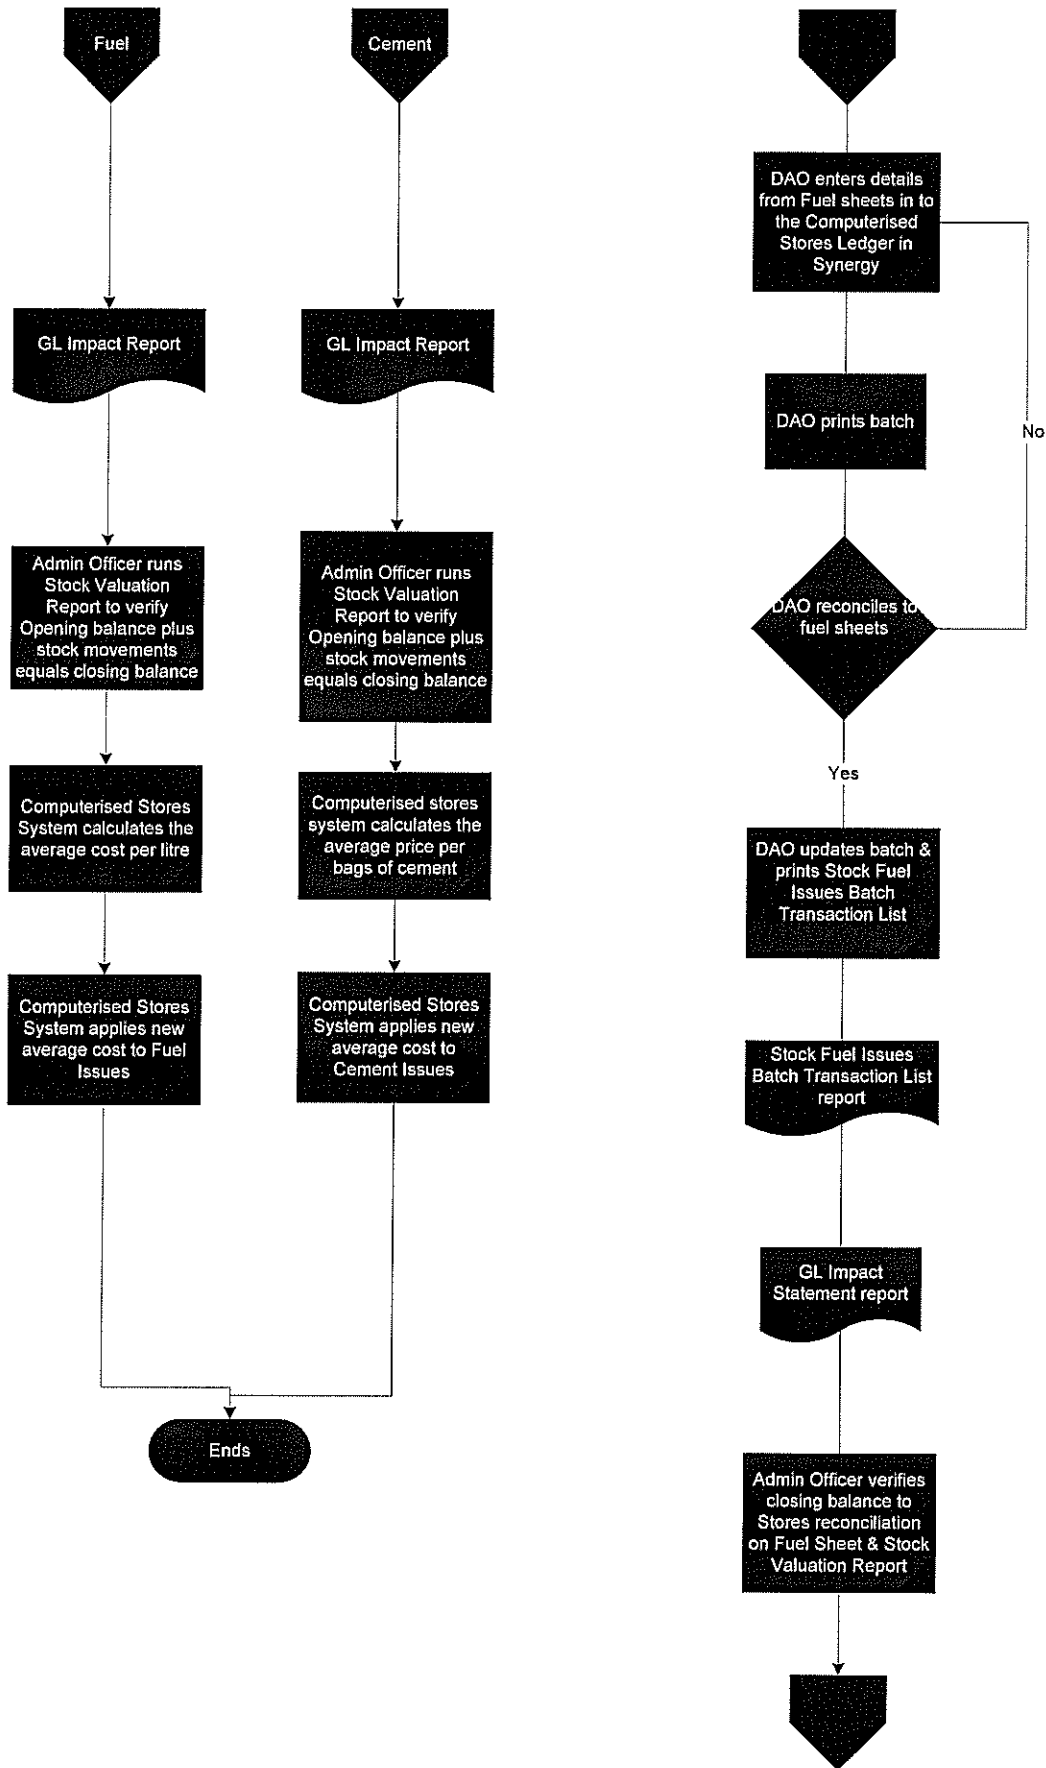 Fuel
GL Impact Report
Admin Officer runs
Stock Valuation
Report to verify
Opening balance plus
stock movements
equals closing balance
Computerised Stores
System calculates the
average cost per litre
Computerised Stores
System applies new
average cost to Fuel
Issues
Cement
GL Impact Report
Admin Officer runs
Stock Valuation
Report to verify
Opening balance plus
stock movements
equals closing balance
Computerised stores
system calculates the
average price per
bags of cement
Computerised Stores
System applies new
average cost to
Cement Issues
Ends
DAO enters details
from Fuel sheets in to
the Computerised
Stores Ledger in
Synergy
DAO prints batch
No
DAO reconciles to
fuel sheets
Yes
DAO updates batch &
prints Stock Fuel
Issues Batch
Transaction List
Stock Fuel Issues
Batch Transaction List
report
GL Impact
Statement report
Admin Officer verifies
closing balance to
Stores reconciliation
on Fuel Sheet & Stock
Valuation Report